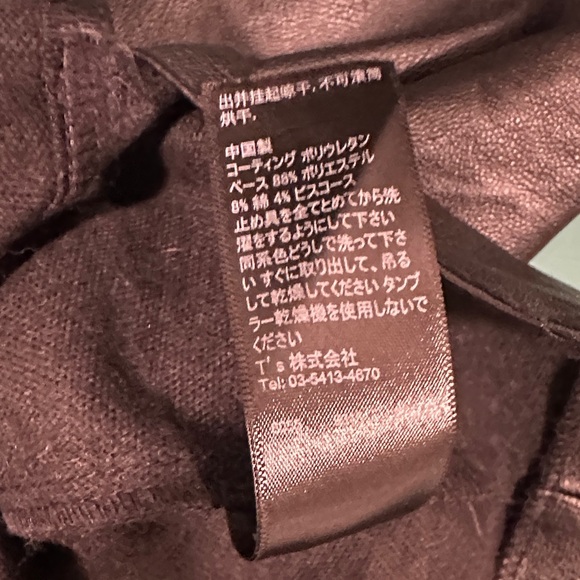 出并挂起晾干,不可滚筒
烘干,
中国製
コーティング ポリウレタン
ベース 88% ポリエステル
8% 綿 4% ビスコース
止め具を全てとめてから洗
濯をするようにして下さい
同系色どうしで洗って下さ
い すぐに取り出して、吊る
して乾燥してください タンブ
ラー乾燥機を使用しないで
ください
T's 株式会社
Tel: 03-5413-4670